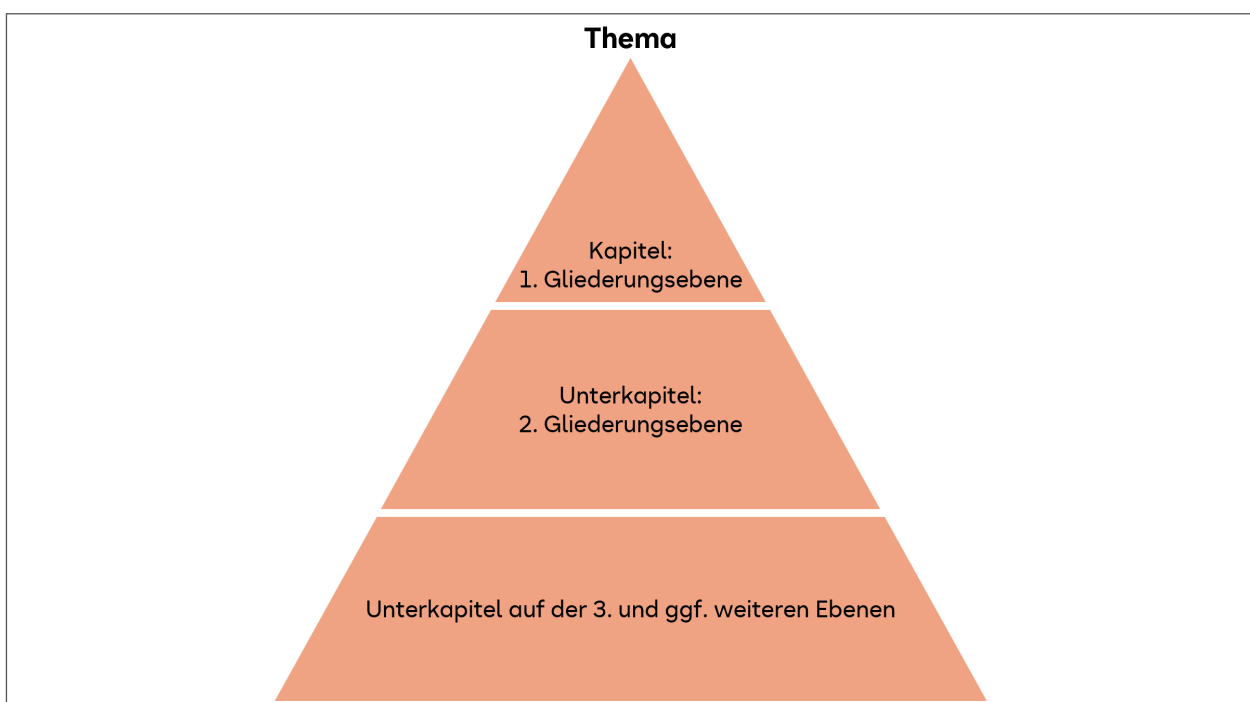 Thema
Kapitel:
1. Gliederungsebene
Unterkapitel:
2. Gliederungsebene
Unterkapitel auf der 3. und ggf. weiteren Ebenen